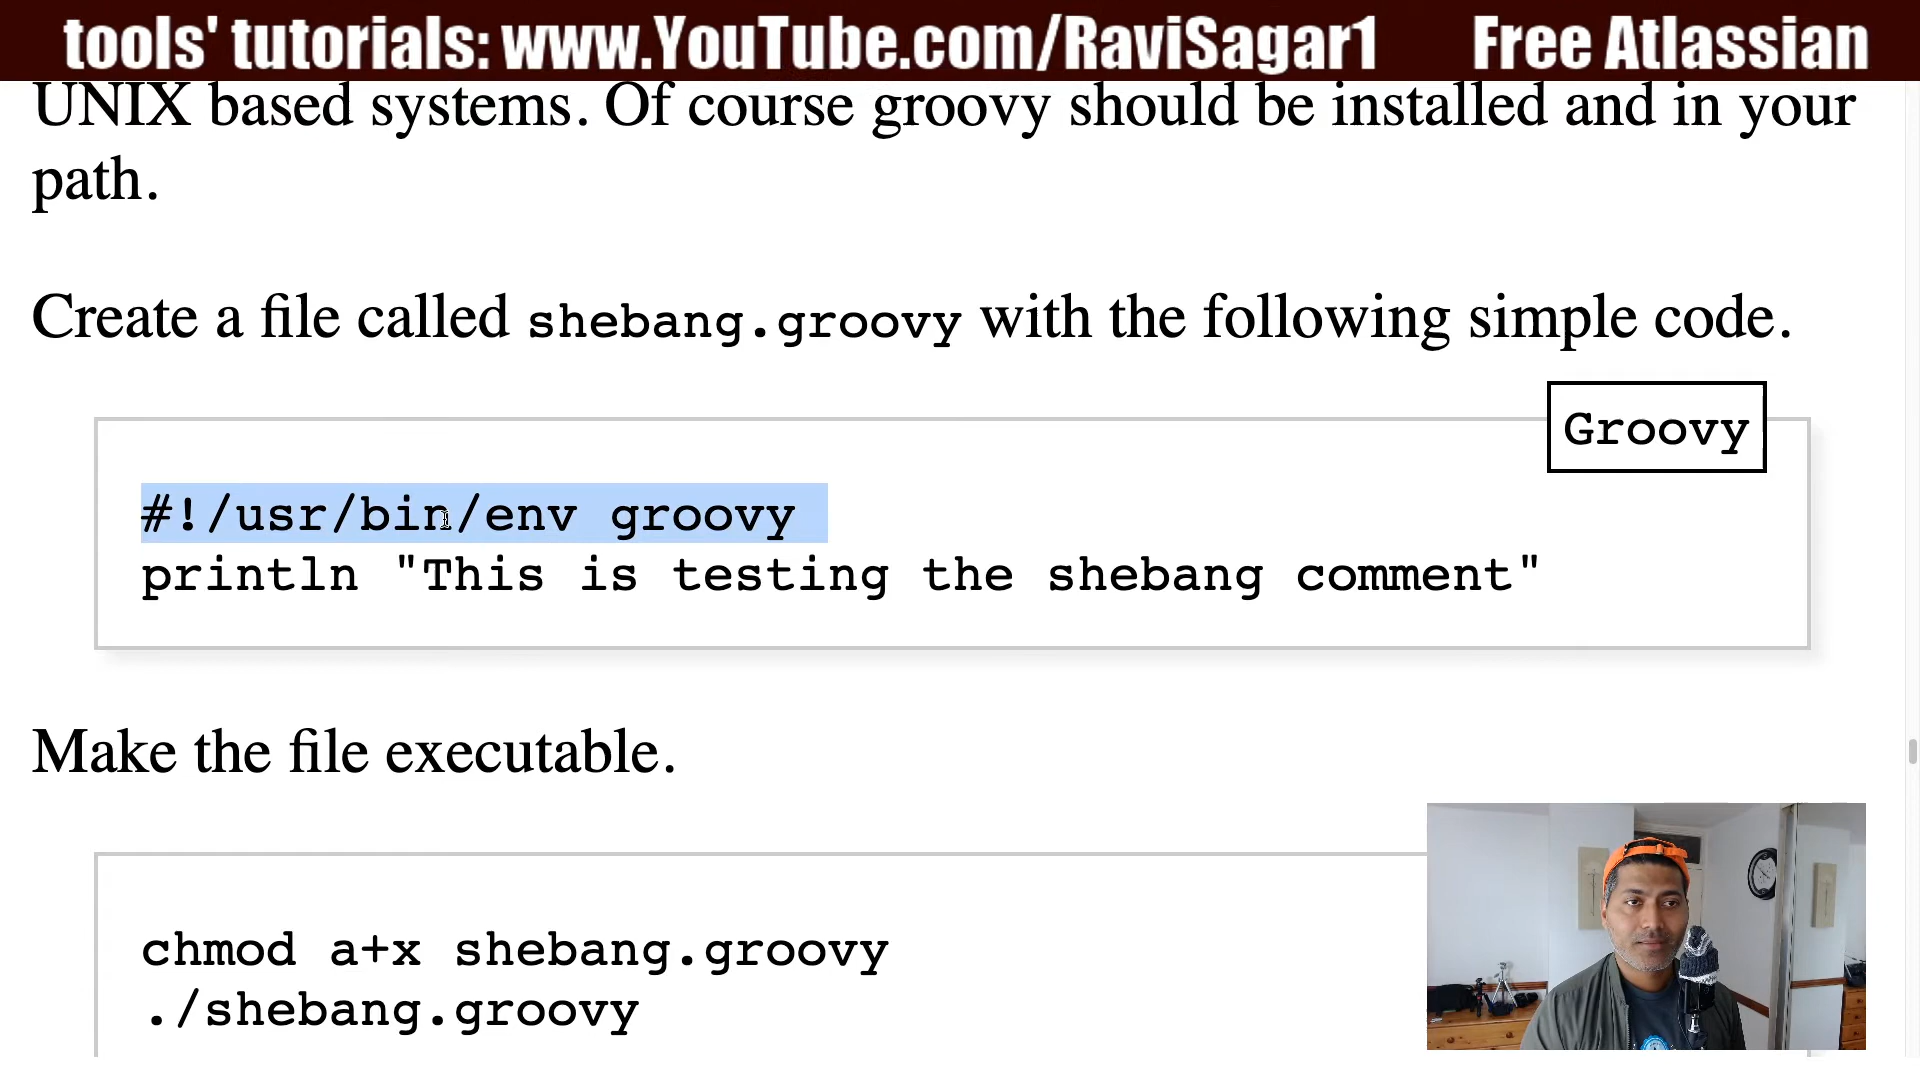 tools' tutorials: www.YouTube.com/RaviSagar1 Free Atlassian
UNIX based systems. Of course groovy should be installed and in your
path.
Create a file called shebang.groovy with the following simple code.
Groovy
#!/usr/bin/env groovy
println "This is testing the shebang comment"
Make the file executable.
chmod a+x shebang.groovy
./shebang.groovy